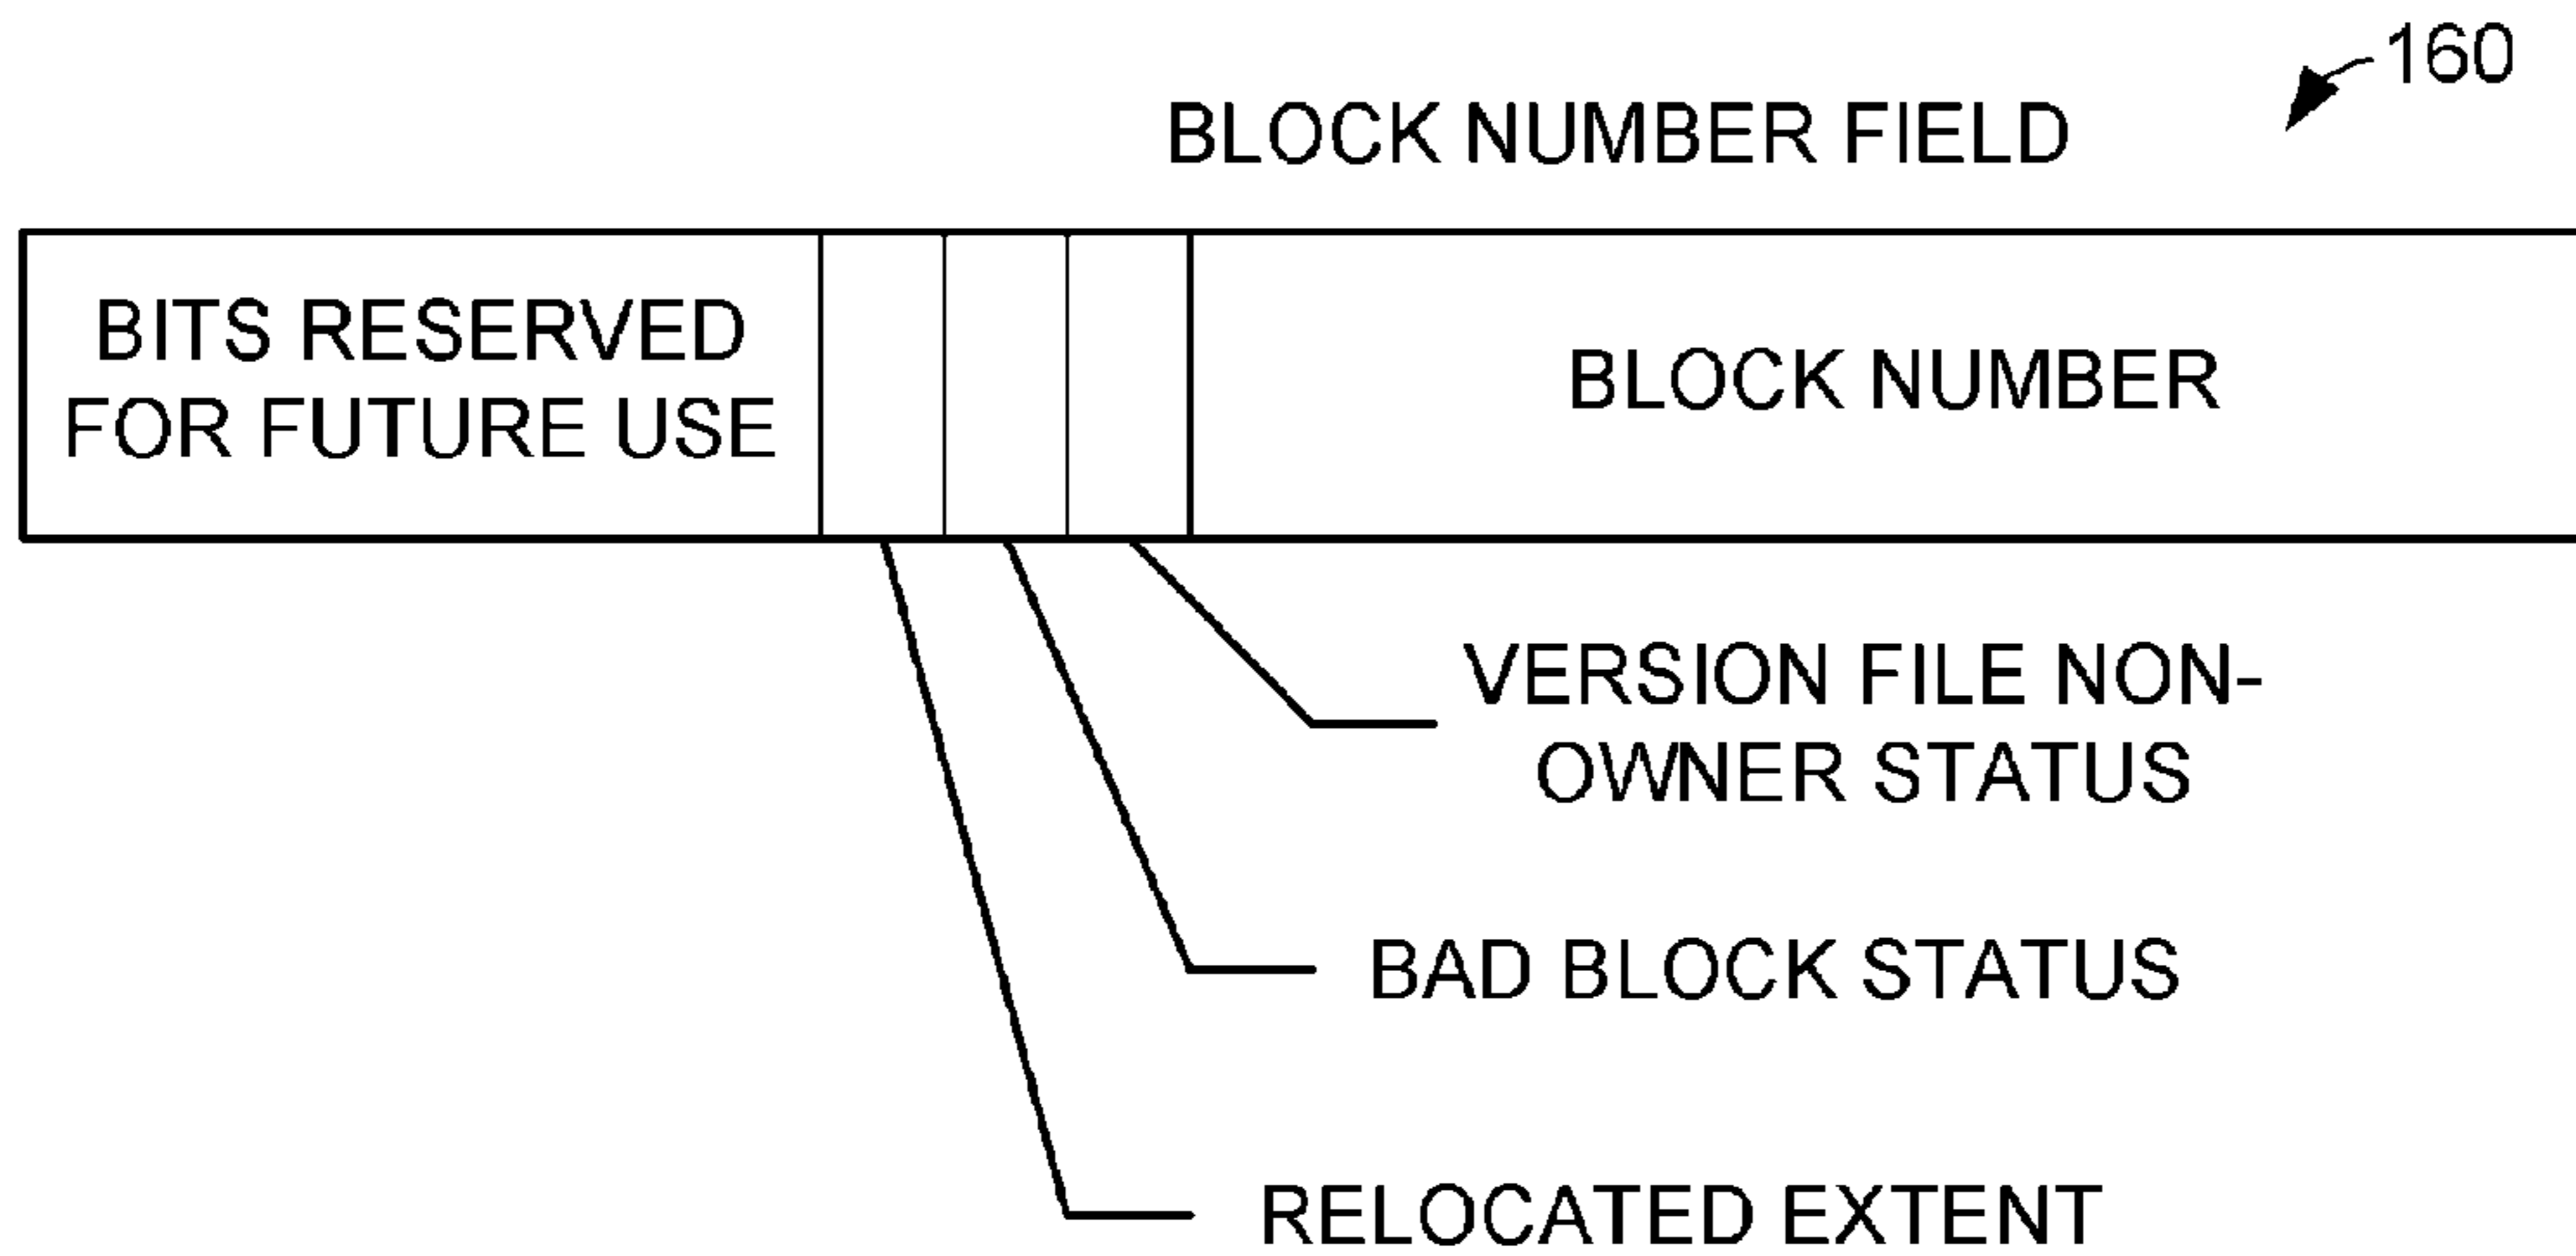 160
BLOCK NUMBER FIELD
BITS RESERVED
FOR FUTURE USE
BLOCK NUMBER
VERSION FILE NON-
OWNER STATUS
BAD BLOCK STATUS
RELOCATED EXTENT